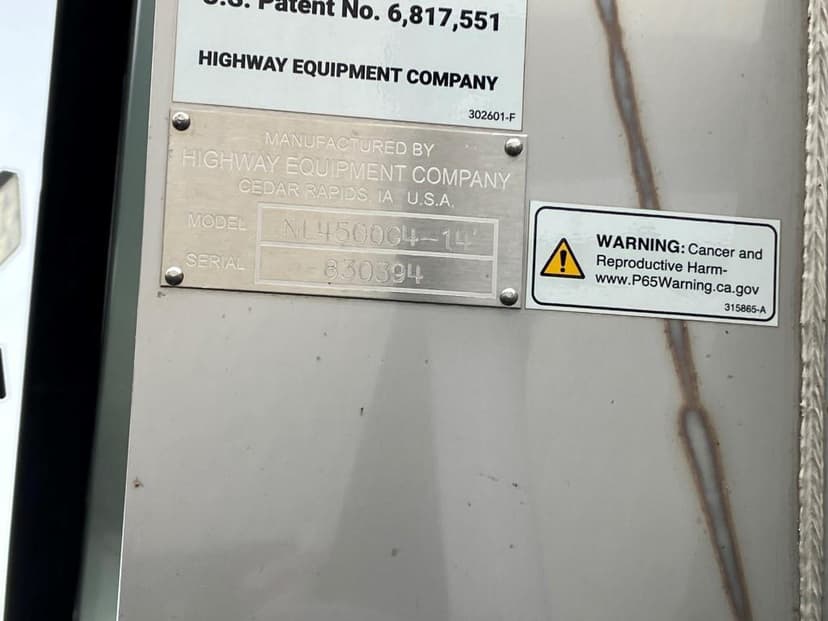 U.S. Patent No. 6,817,551
HIGHWAY EQUIPMENT COMPANY
302601-F
MANUFACTURED BY
HIGHWAY EQUIPMENT COMPANY
CEDAR RAPIDS, IA U.S.A.
MODEL NL4500G4-14'
SERIAL 830394
WARNING: Cancer and
Reproductive Harm-
www.P65Warning.ca.gov
315865-A